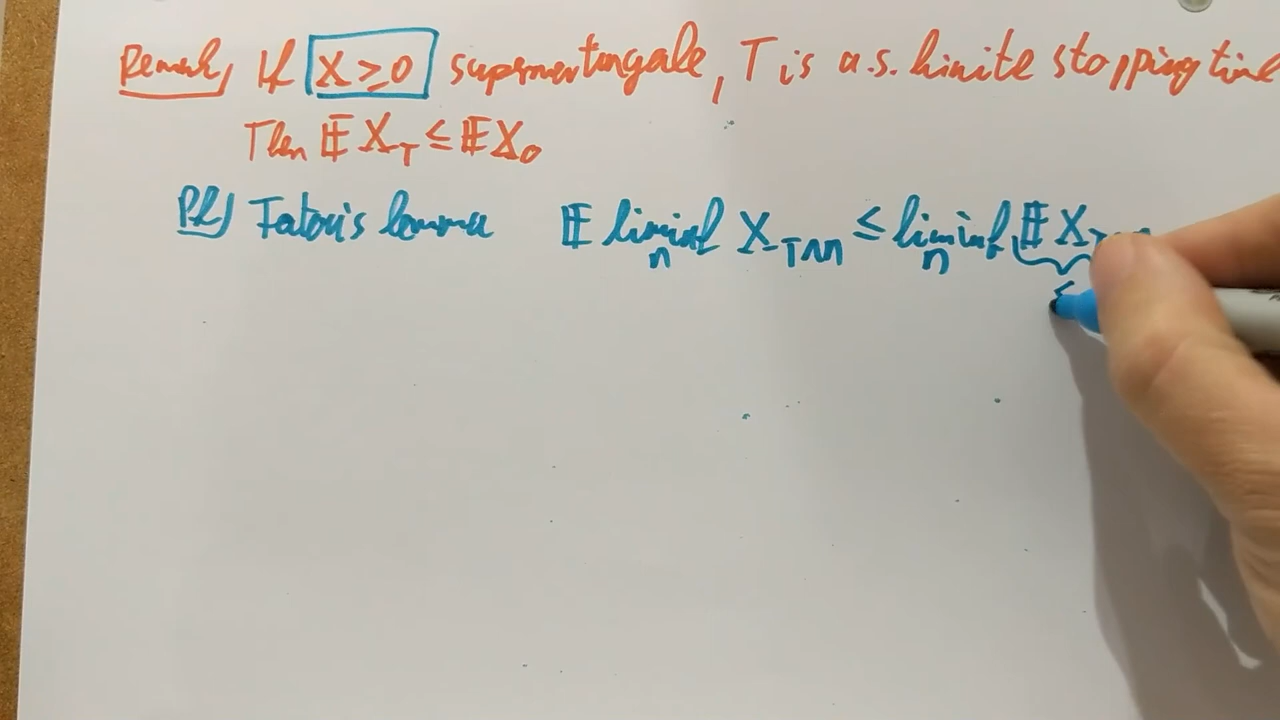 Remark) If X ≥ 0 supermartingale, T is a.s. finite stopping time
Then 𝔼 X_T ≤ 𝔼 X_0
Pf) Fatou's lemma 𝔼 liminf_n X_{T∧n} ≤ liminf_n 𝔼 X
≤